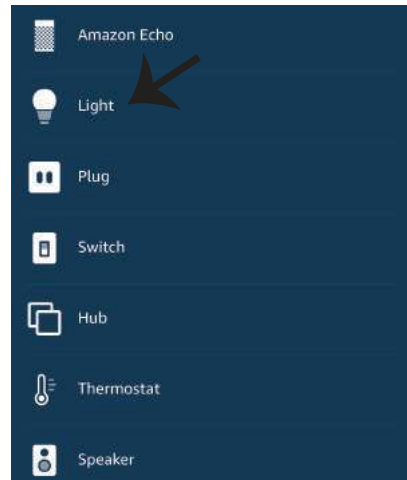 Amazon Echo
Light
Plug
Switch
Hub
Thermostat
Speaker